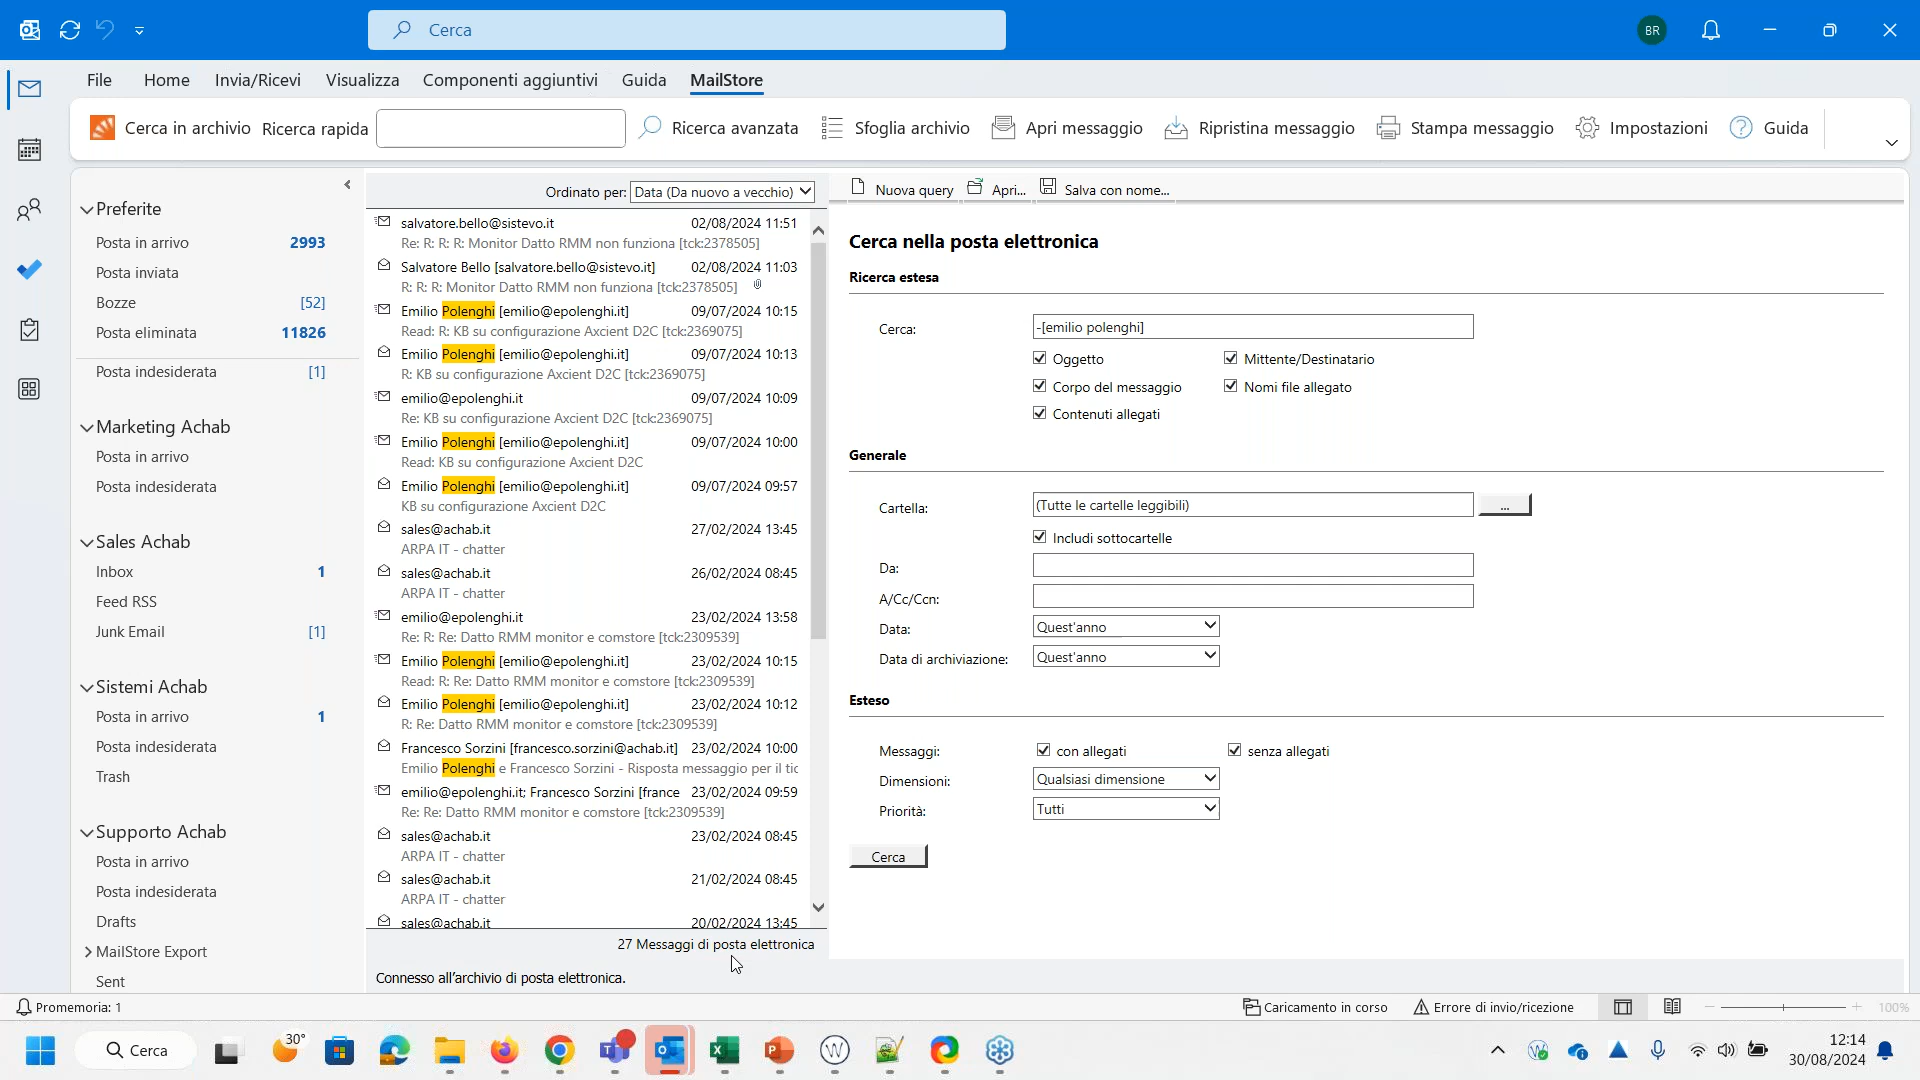 Cerca
BR
File Home Invia/Ricevi Visualizza Componenti aggiuntivi Guida MailStore
Cerca in archivio Ricerca rapida Ricerca avanzata Sfoglia archivio Apri messaggio Ripristina messaggio Stampa messaggio Impostazioni Guida
Preferite
Posta in arrivo 2993
Posta inviata
Bozze [52]
Posta eliminata 11826
Posta indesiderata [1]
Marketing Achab
Posta in arrivo
Posta indesiderata
Sales Achab
Inbox 1
Feed RSS
Junk Email [1]
Sistemi Achab
Posta in arrivo 1
Posta indesiderata
Trash
Supporto Achab
Posta in arrivo
Posta indesiderata
Drafts
MailStore Export
Sent
Ordinato per: Data (Da nuovo a vecchio)
salvatore.bello@sistevo.it 02/08/2024 11:51
Re: R: R: R: Monitor Datto RMM non funziona [tck:2378505]
Salvatore Bello [salvatore.bello@sistevo.it] 02/08/2024 11:03
R: R: R: Monitor Datto RMM non funziona [tck:2378505]
Emilio Polenghi [emilio@epolenghi.it] 09/07/2024 10:15
Read: R: KB su configurazione Axcient D2C [tck:2369075]
Emilio Polenghi [emilio@epolenghi.it] 09/07/2024 10:13
R: KB su configurazione Axcient D2C [tck:2369075]
emilio@epolenghi.it 09/07/2024 10:09
Re: KB su configurazione Axcient D2C [tck:2369075]
Emilio Polenghi [emilio@epolenghi.it] 09/07/2024 10:00
Read: KB su configurazione Axcient D2C
Emilio Polenghi [emilio@epolenghi.it] 09/07/2024 09:57
KB su configurazione Axcient D2C
sales@achab.it 27/02/2024 13:45
ARPA IT - chatter
sales@achab.it 26/02/2024 08:45
ARPA IT - chatter
emilio@epolenghi.it 23/02/2024 13:58
Re: R: Re: Datto RMM monitor e comstore [tck:2309539]
Emilio Polenghi [emilio@epolenghi.it] 23/02/2024 10:15
Read: R: Re: Datto RMM monitor e comstore [tck:2309539]
Emilio Polenghi [emilio@epolenghi.it] 23/02/2024 10:12
R: Re: Datto RMM monitor e comstore [tck:2309539]
Francesco Sorzini [francesco.sorzini@achab.it] 23/02/2024 10:00
Emilio Polenghi e Francesco Sorzini - Risposta messaggio per il tic
emilio@epolenghi.it; Francesco Sorzini [france 23/02/2024 09:59
Re: Re: Datto RMM monitor e comstore [tck:2309539]
sales@achab.it 23/02/2024 08:45
ARPA IT - chatter
sales@achab.it 21/02/2024 08:45
ARPA IT - chatter
sales@achab.it 20/02/2024 13:45
27 Messaggi di posta elettronica
Connesso all'archivio di posta elettronica.
Nuova query Apri... Salva con nome...
Cerca nella posta elettronica
Ricerca estesa
Cerca: -[emilio polenghi]
Oggetto Mittente/Destinatario
Corpo del messaggio Nomi file allegato
Contenuti allegati
Generale
Cartella: (Tutte le cartelle leggibili) ...
Includi sottocartelle
Da:
A/Cc/Ccn:
Data: Quest'anno
Data di archiviazione: Quest'anno
Esteso
Messaggi: con allegati senza allegati
Dimensioni: Qualsiasi dimensione
Priorità: Tutti
Cerca
Promemoria: 1 Caricamento in corso Errore di invio/ricezione 100%
Cerca 30° 12:14
30/08/2024